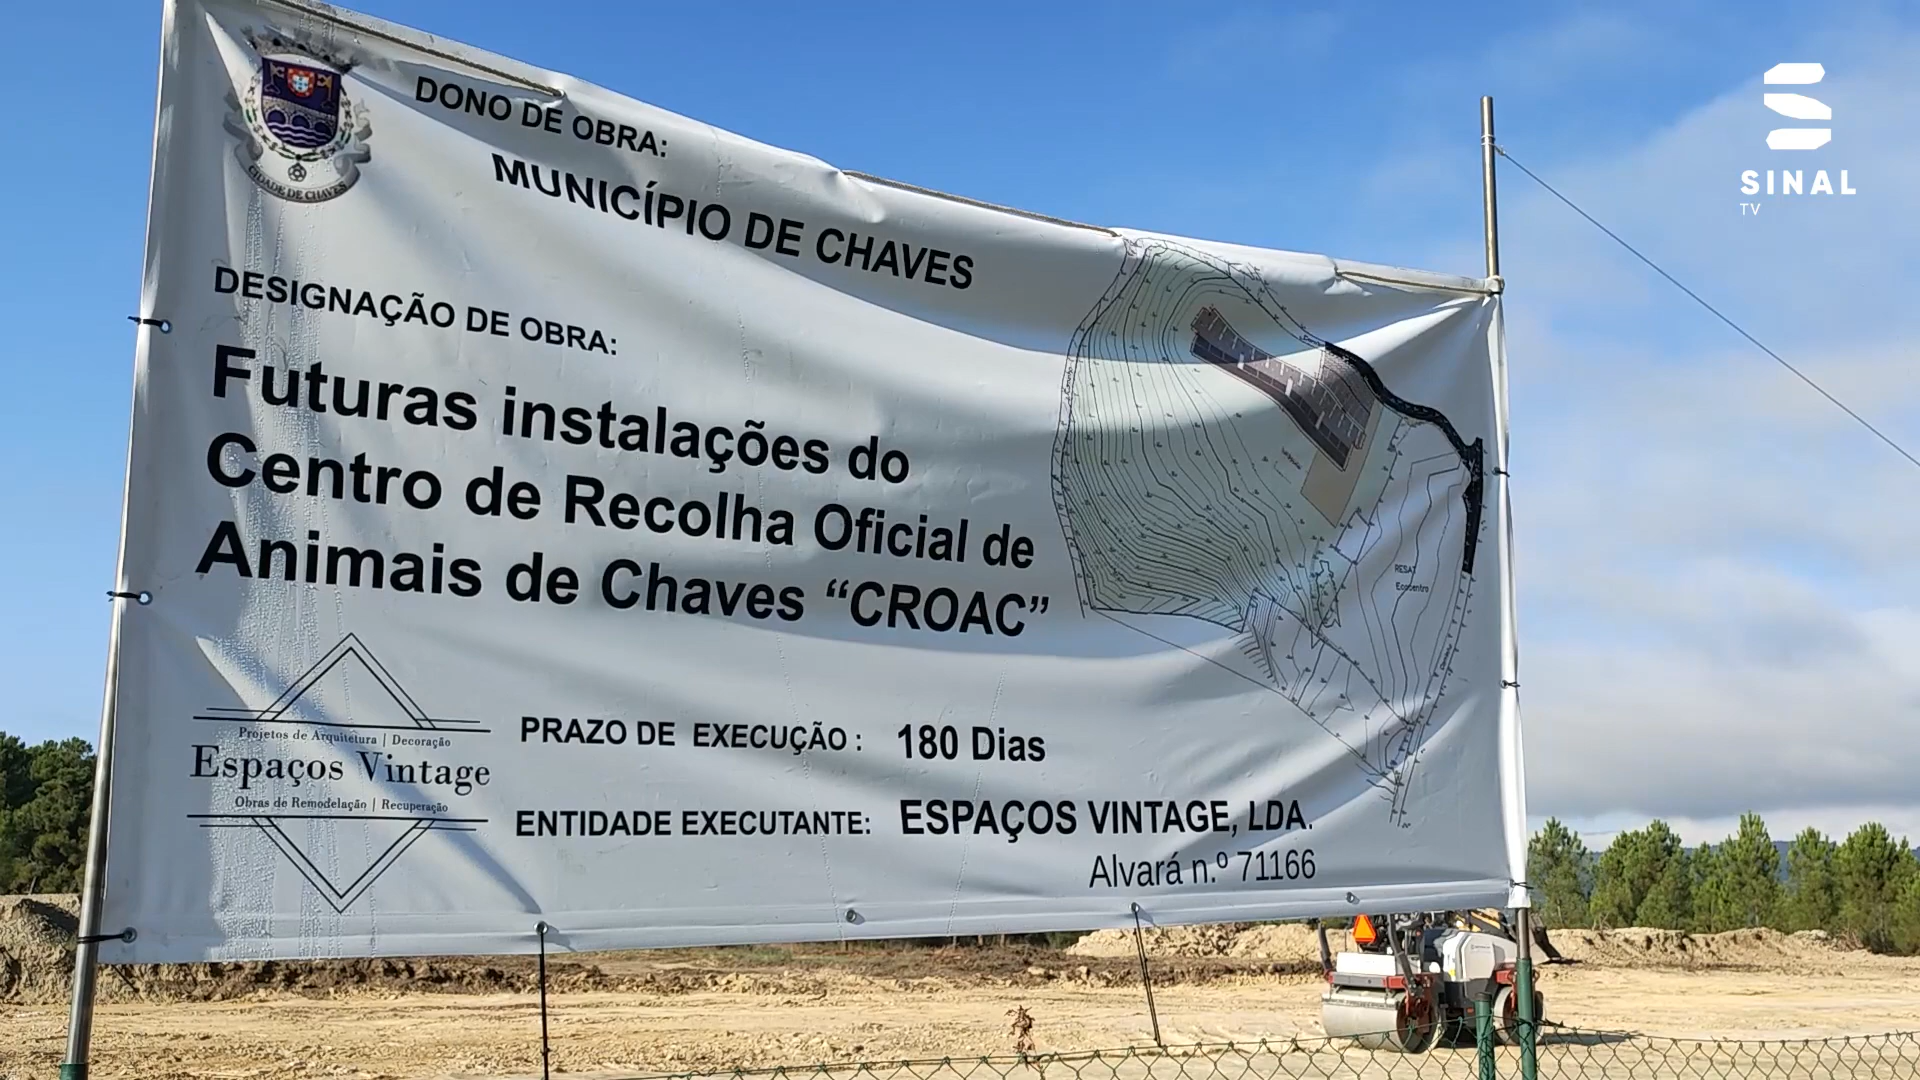 CIDADE DE CHAVES
DONO DE OBRA:
MUNICÍPIO DE CHAVES
DESIGNAÇÃO DE OBRA:
Futuras instalações do
Centro de Recolha Oficial de
Animais de Chaves “CROAC”
RESAT
Ecocentro
Projetos de Arquitetura | Decoração
Espaços Vintage
Obras de Remodelação | Recuperação
PRAZO DE EXECUÇÃO : 180 Dias
ENTIDADE EXECUTANTE: ESPAÇOS VINTAGE, LDA.
Alvará n.º 71166
SINAL
TV